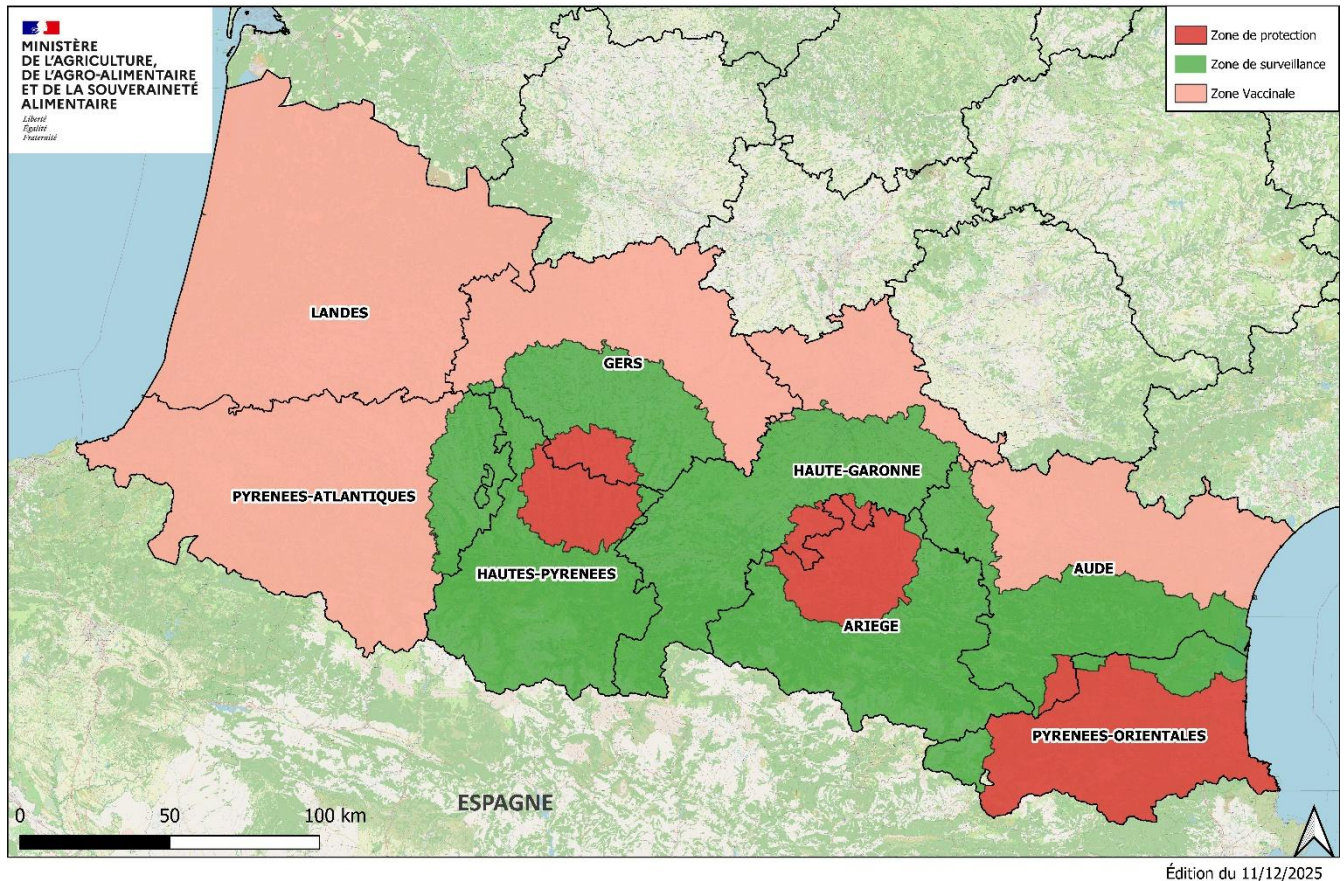 MINISTÈRE
DE L'AGRICULTURE,
DE L'AGRO-ALIMENTAIRE
ET DE LA SOUVERAINETÉ
ALIMENTAIRE
Liberté
Égalité
Fraternité
Zone de protection
Zone de surveillance
Zone Vaccinale
LANDES
GERS
HAUTE-GARONNE
PYRENEES-ATLANTIQUES
HAUTES-PYRENEES
AUDE
ARIEGE
PYRENEES-ORIENTALES
ESPAGNE
0 50 100 km
Édition du 11/12/2025